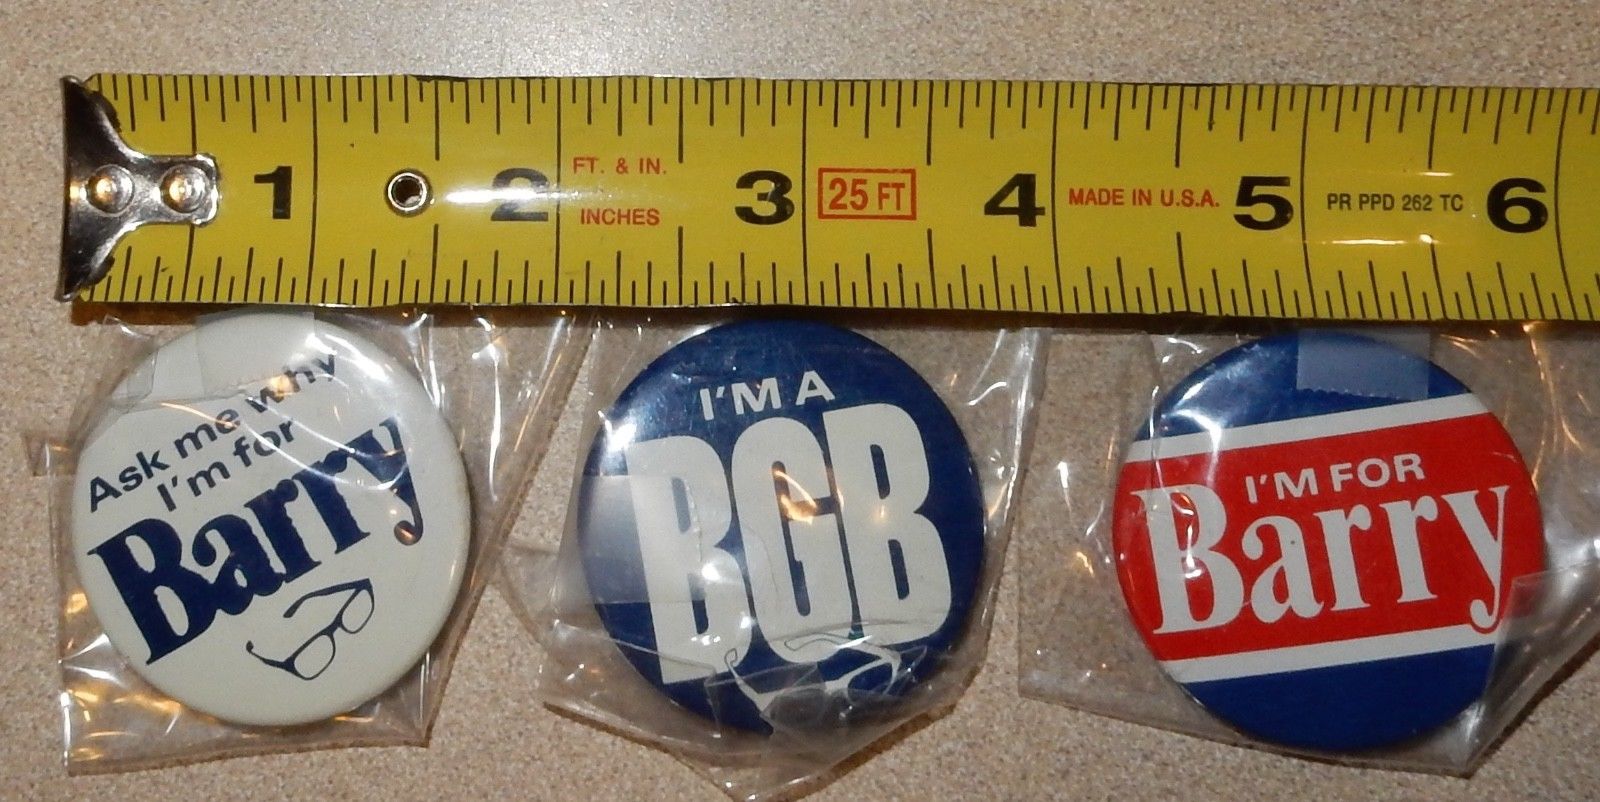 1 2 FT. & IN. 3 25 FT 4 MADE IN U.S.A. 5 PR PPD 262 TC 6
INCHES
Ask me why
I'm for
Barry
I'M A
BGB
I'M FOR
Barry